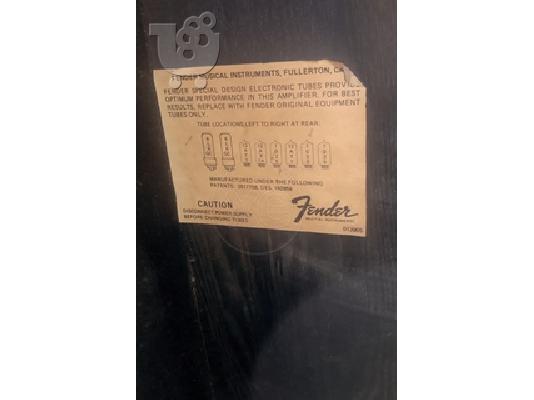 FENDER MUSICAL INSTRUMENTS, FULLERTON, CA
FENDER SPECIAL DESIGN ELECTRONIC TUBES PROVIDE
OPTIMUM PERFORMANCE IN THIS AMPLIFIER. FOR BEST
RESULTS, REPLACE WITH FENDER ORIGINAL EQUIPMENT
TUBES ONLY.
TUBE LOCATIONS LEFT TO RIGHT AT REAR:
MANUFACTURED UNDER THE FOLLOWING
PATENTS:
CAUTION
DISCONNECT POWER SUPPLY
BEFORE CHANGING TUBES
Fender
MUSICAL INSTRUMENTS